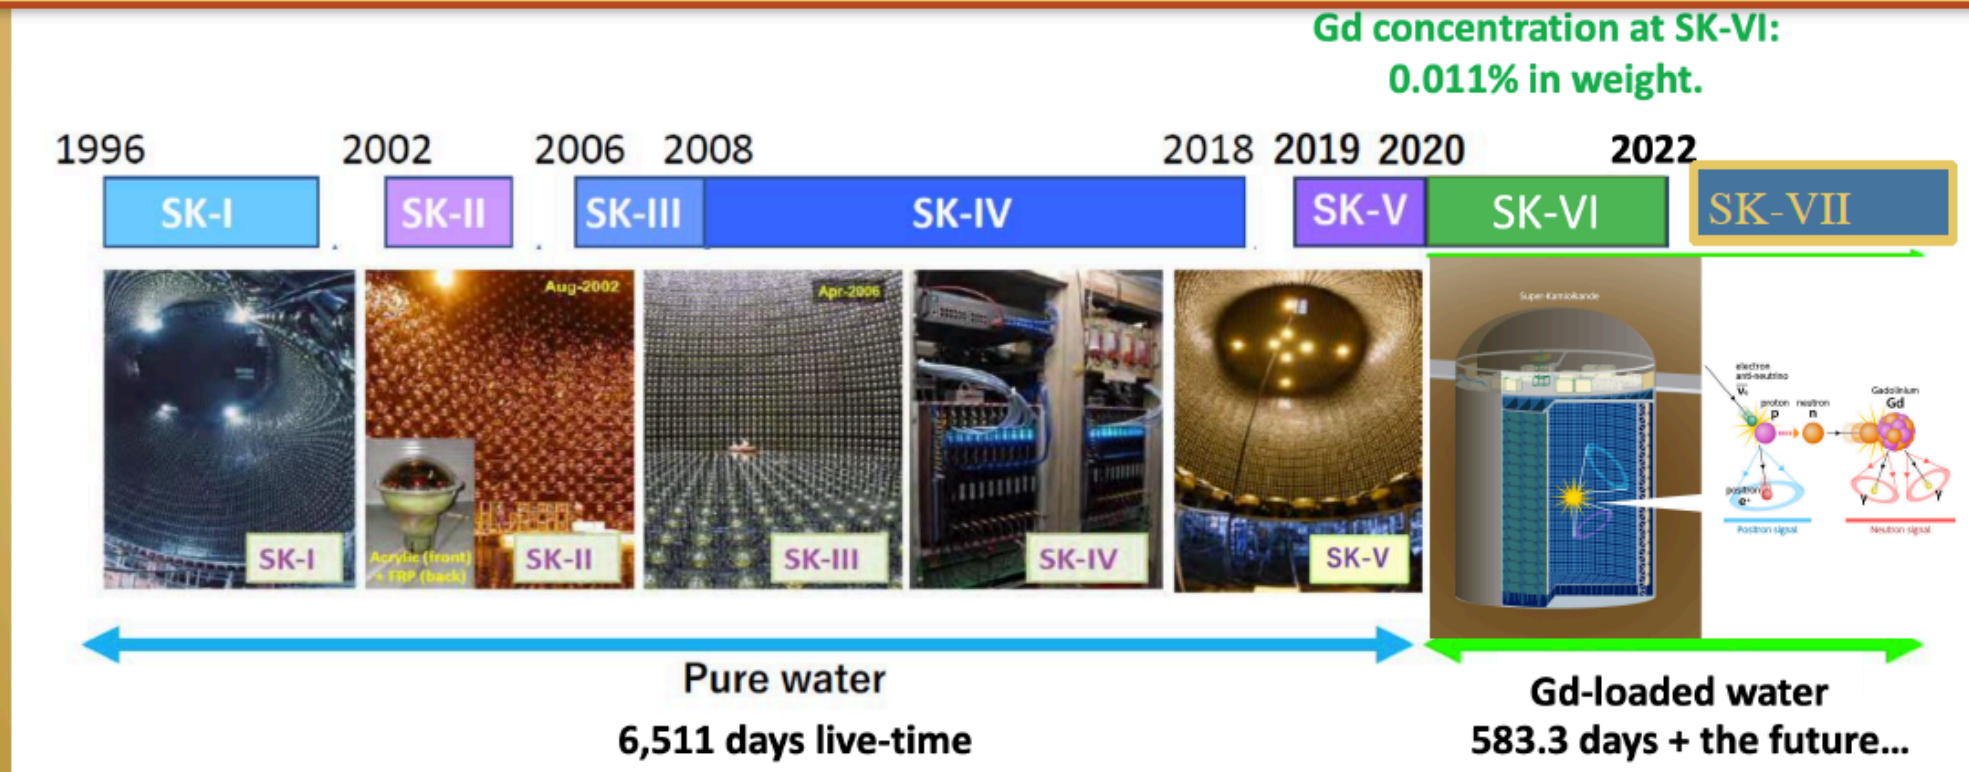 Gd concentration at SK-VI:
0.011% in weight.
1996 2002 2006 2008 2018 2019 2020 2022
SK-I SK-II SK-III SK-IV SK-V SK-VI SK-VII
Aug-2002
Apr-2006
Super-Kamiokande
electron
anti-neutrino
νe
proton neutron
p n
Gadolinium
Gd
positron
e+
γ γ
Positron signal Neutron signal
Acrylic (front)
+ FRP (back)
SK-I SK-II SK-III SK-IV SK-V
Pure water
6,511 days live-time
Gd-loaded water
583.3 days + the future...